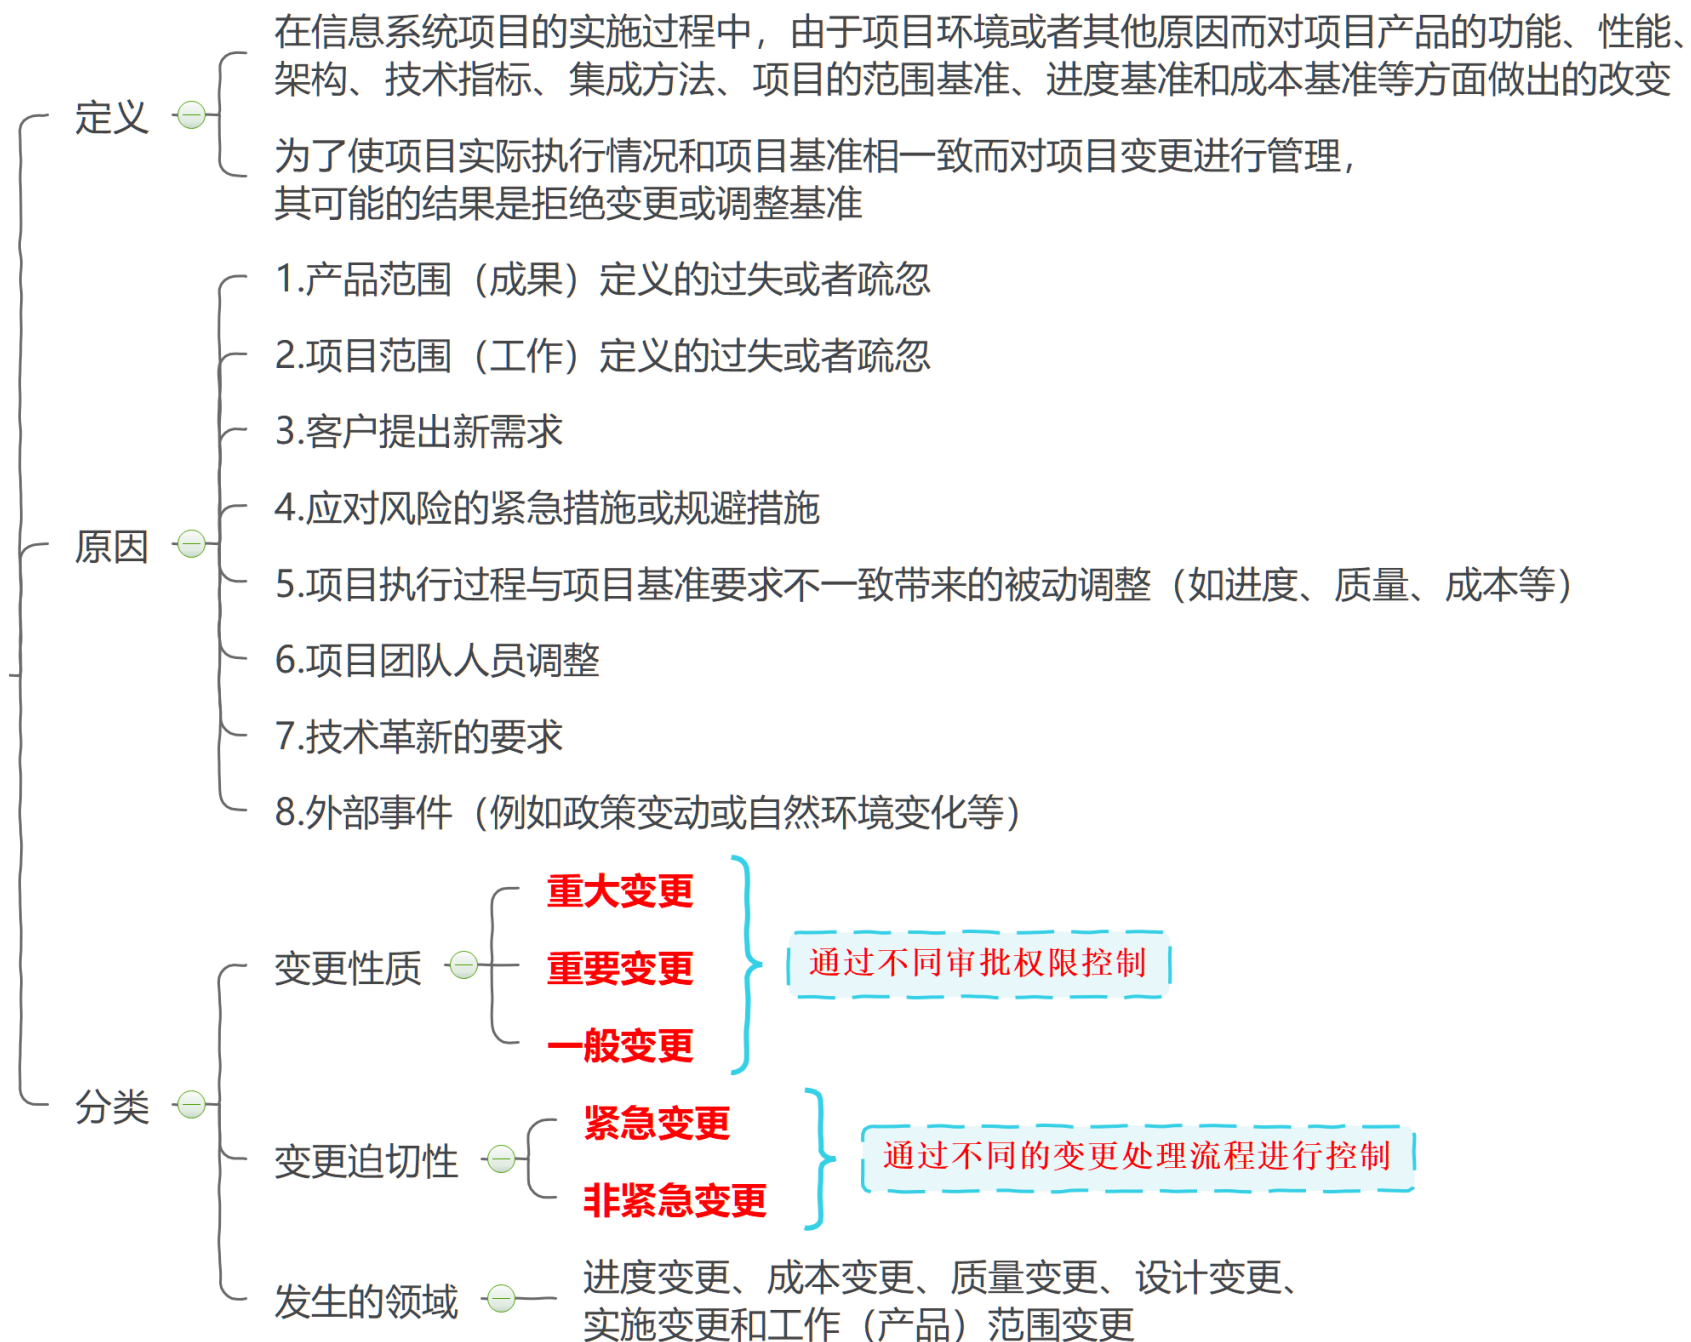 定义
在信息系统项目的实施过程中，由于项目环境或者其他原因而对项目产品的功能、性能、
架构、技术指标、集成方法、项目的范围基准、进度基准和成本基准等方面做出的改变
为了使项目实际执行情况和项目基准相一致而对项目变更进行管理，
其可能的结果是拒绝变更或调整基准
原因
1.产品范围（成果）定义的过失或者疏忽
2.项目范围（工作）定义的过失或者疏忽
3.客户提出新需求
4.应对风险的紧急措施或规避措施
5.项目执行过程与项目基准要求不一致带来的被动调整（如进度、质量、成本等）
6.项目团队人员调整
7.技术革新的要求
8.外部事件（例如政策变动或自然环境变化等）
分类
变更性质
重大变更
重要变更
一般变更
通过不同审批权限控制
变更迫切性
紧急变更
非紧急变更
通过不同的变更处理流程进行控制
发生的领域
进度变更、成本变更、质量变更、设计变更、
实施变更和工作（产品）范围变更